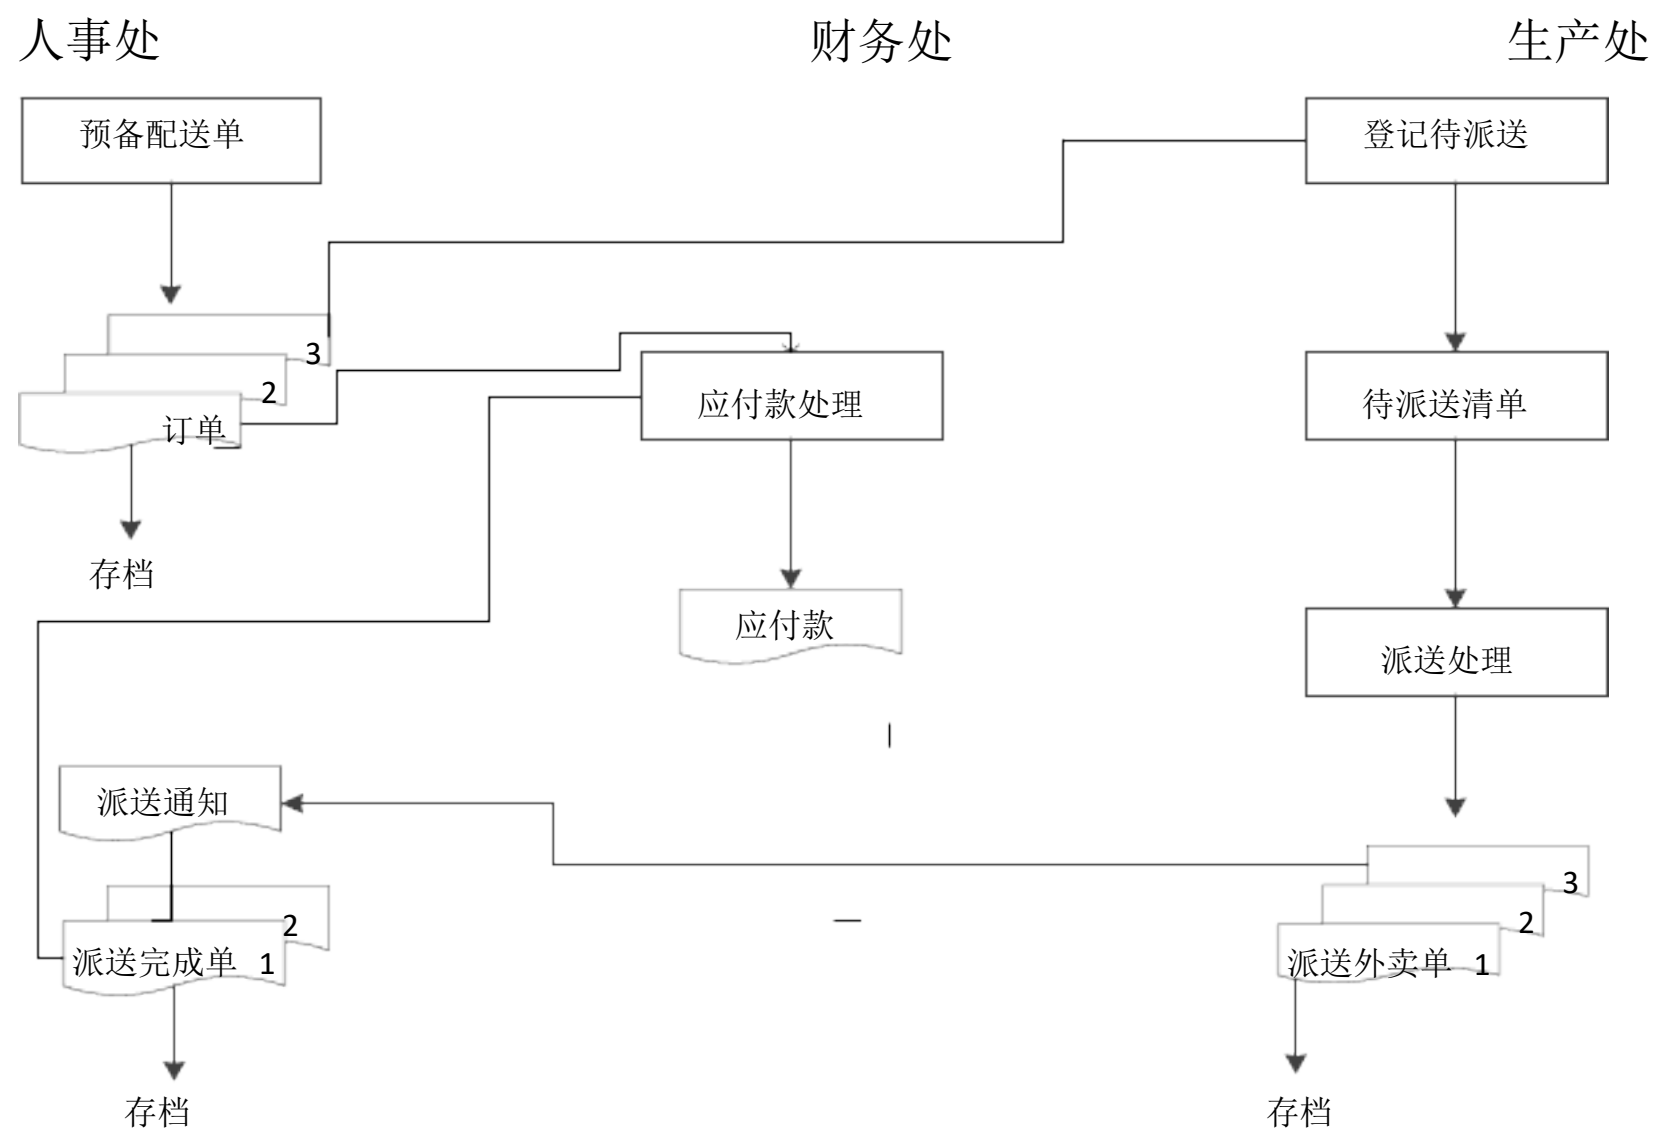 人事处
财务处
生产处
预备配送单
登记待派送
3
2
订单
应付款处理
待派送清单
存档
应付款
派送处理
派送通知
3
2
2
派送完成单 1
派送外卖单 1
存档
存档